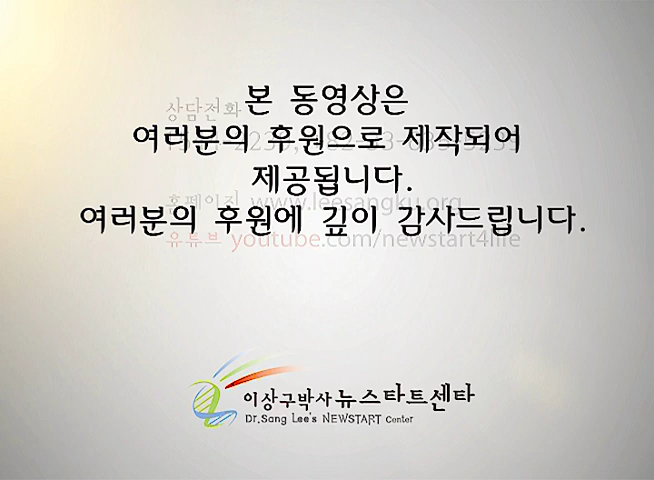 본 동영상은
상담전화
여러분의 후원으로 제작되어
제공됩니다.
홈페이지 www.leesangku.org
여러분의 후원에 깊이 감사드립니다.
유튜브 youtube.com/newstart4life
이상구박사 뉴스타트센타
Dr.Sang Lee's NEWSTART Center